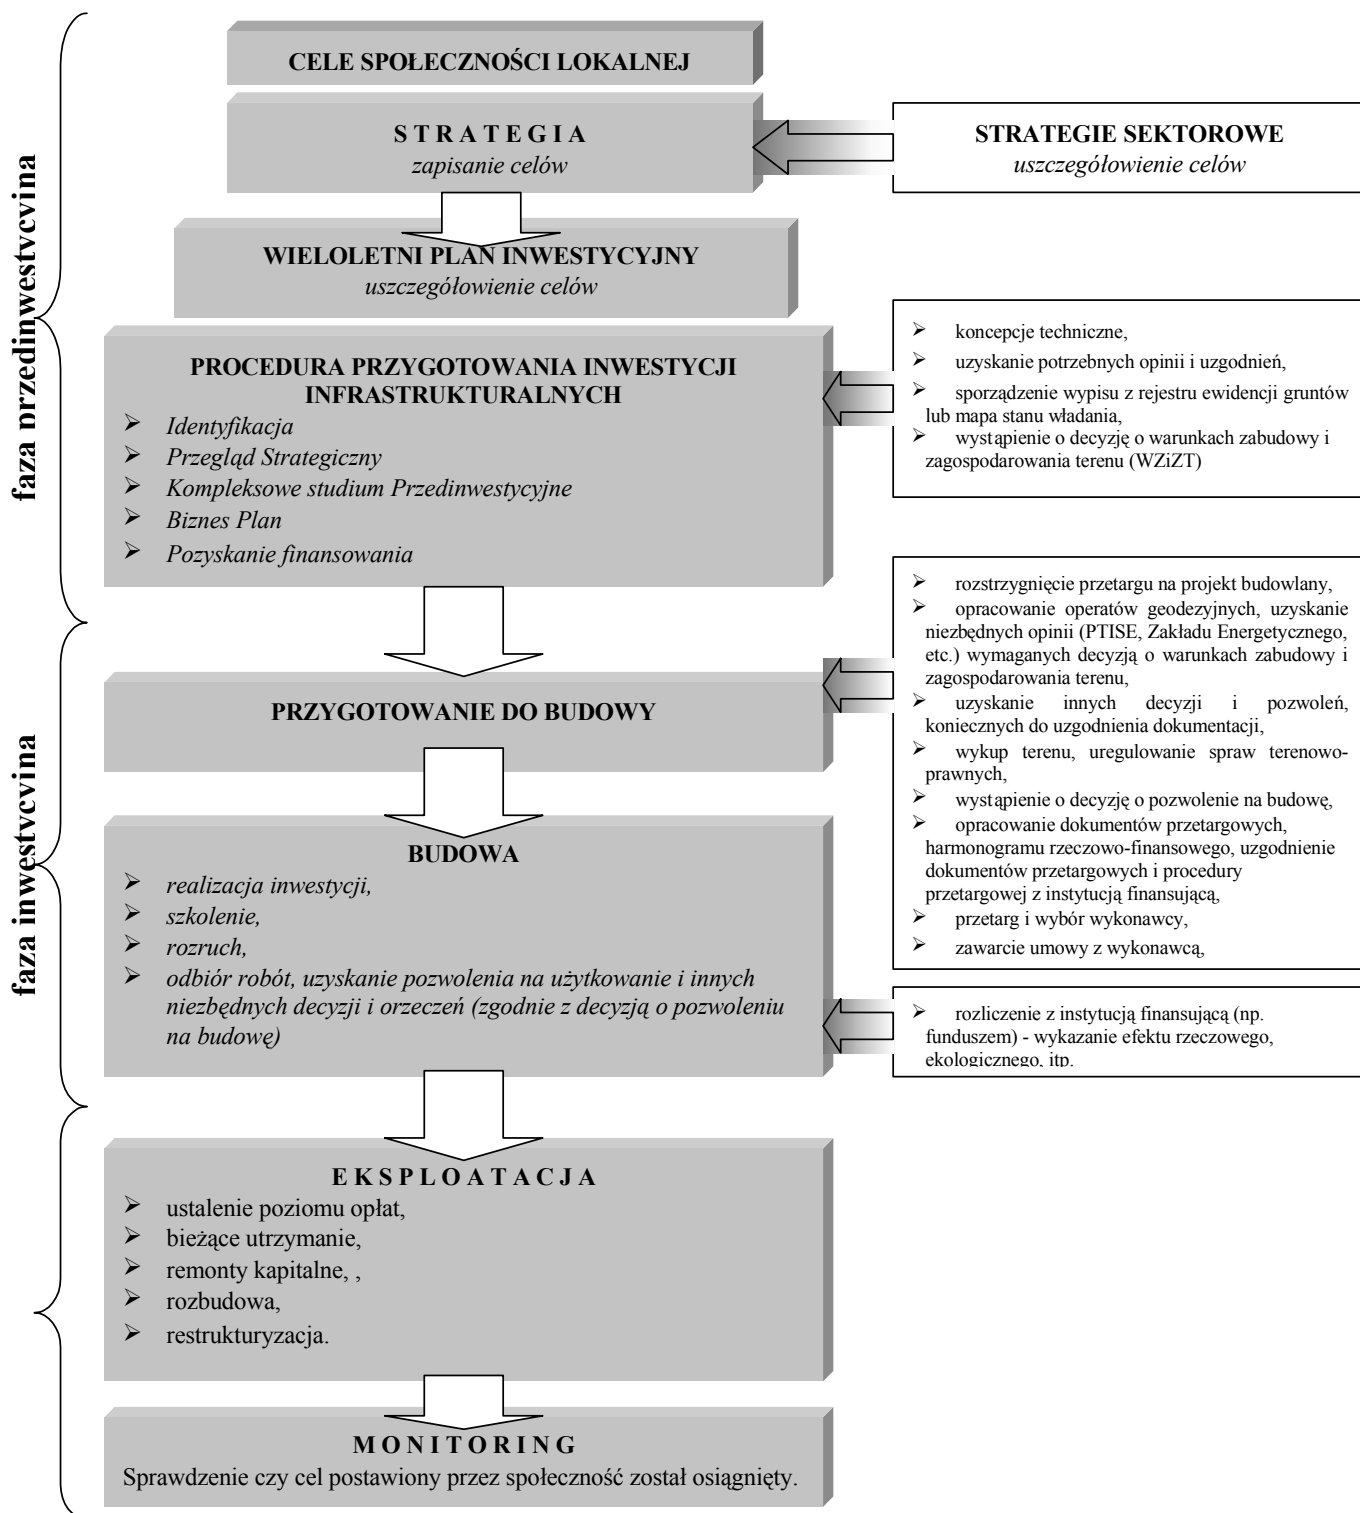 CELE SPOŁECZNOŚCI LOKALNEJ
S T R A T E G I A
zapisanie celów
STRATEGIE SEKTOROWE
uszczegółowienie celów
WIELOLETNI PLAN INWESTYCYJNY
uszczegółowienie celów
faza przedinwestycyjna
PROCEDURA PRZYGOTOWANIA INWESTYCJI
INFRASTRUKTURALNYCH
➢ Identyfikacja
➢ Przegląd Strategiczny
➢ Kompleksowe studium Przedinwestycyjne
➢ Biznes Plan
➢ Pozyskanie finansowania
➢ koncepcje techniczne,
➢ uzyskanie potrzebnych opinii i uzgodnień,
➢ sporządzenie wypisu z rejestru ewidencji gruntów
lub mapa stanu władania,
➢ wystąpienie o decyzję o warunkach zabudowy i
zagospodarowania terenu (WZiZT)
faza inwestycyjna
PRZYGOTOWANIE DO BUDOWY
➢ rozstrzygnięcie przetargu na projekt budowlany,
➢ opracowanie operatów geodezyjnych, uzyskanie
niezbędnych opinii (PTISE, Zakładu Energetycznego,
etc.) wymaganych decyzją o warunkach zabudowy i
zagospodarowania terenu,
➢ uzyskanie innych decyzji i pozwoleń,
koniecznych do uzgodnienia dokumentacji,
➢ wykup terenu, uregulowanie spraw terenowo-
prawnych,
➢ wystąpienie o decyzję o pozwolenie na budowę,
➢ opracowanie dokumentów przetargowych,
harmonogramu rzeczowo-finansowego, uzgodnienie
dokumentów przetargowych i procedury
przetargowej z instytucją finansującą,
➢ przetarg i wybór wykonawcy,
➢ zawarcie umowy z wykonawcą,
BUDOWA
➢ realizacja inwestycji,
➢ szkolenie,
➢ rozruch,
➢ odbiór robót, uzyskanie pozwolenia na użytkowanie i innych
niezbędnych decyzji i orzeczeń (zgodnie z decyzją o pozwoleniu
na budowę)
➢ rozliczenie z instytucją finansującą (np.
funduszem) - wykazanie efektu rzeczowego,
ekologicznego, itp.
E K S P L O A T A C J A
➢ ustalenie poziomu opłat,
➢ bieżące utrzymanie,
➢ remonty kapitalne, ,
➢ rozbudowa,
➢ restrukturyzacja.
M O N I T O R I N G
Sprawdzenie czy cel postawiony przez społeczność został osiągnięty.